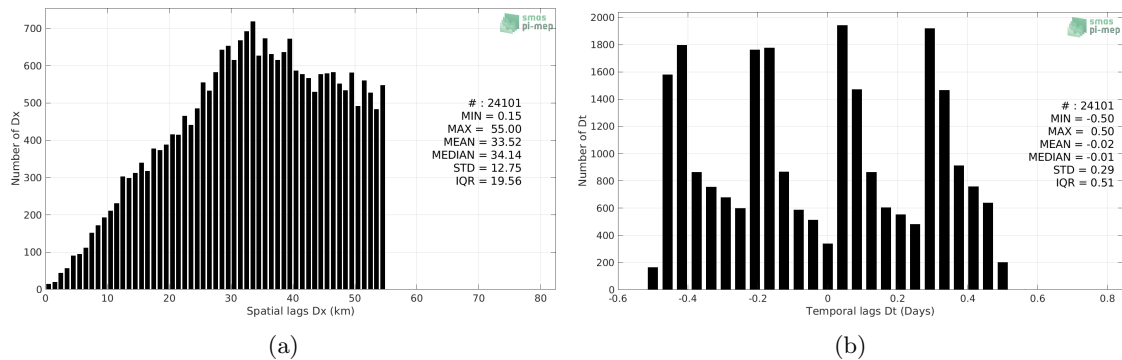 smos
pi-mep
700
600
500
400
300
200
100
0
Number of Dx
# : 24101
MIN = 0.15
MAX = 55.00
MEAN = 33.52
MEDIAN = 34.14
STD = 12.75
IQR = 19.56
0 10 20 30 40 50 60 70 80
Spatial lags Dx (km)
(a)
smos
pi-mep
2000
1800
1600
1400
1200
1000
800
600
400
200
0
Number of Dt
# : 24101
MIN = -0.50
MAX = 0.50
MEAN = -0.02
MEDIAN = -0.01
STD = 0.29
IQR = 0.51
-0.6 -0.4 -0.2 0 0.2 0.4 0.6 0.8
Temporal lags Dt (Days)
(b)